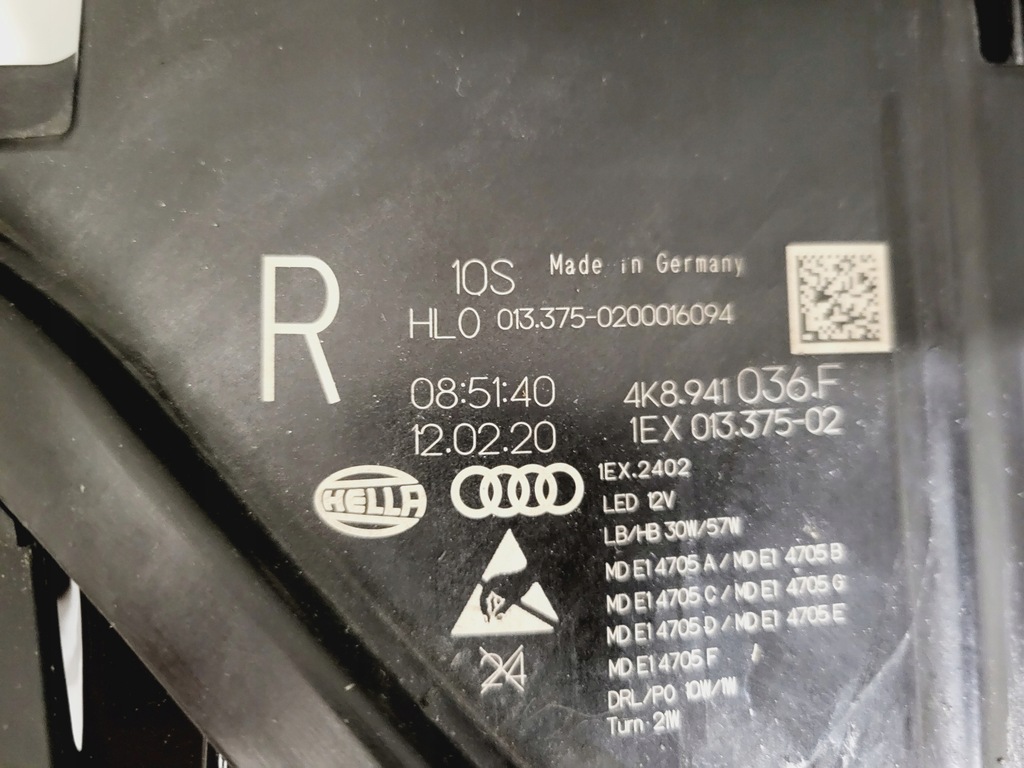 R
10S Made in Germany
HL0 013.375-0200016094
08:51:40
12.02.20
4K8.941 036.F
1EX 013.375-02
HELLA
1EX.2402
LED 12V
LB/HB 30W/57W
MD E1 4705 A / MD E1 4705 B
MD E1 4705 C / MD E1 4705 G
MD E1 4705 D / MD E1 4705 E
MD E1 4705 F
DRL/PO 10W/1W
Turn: 21W
24